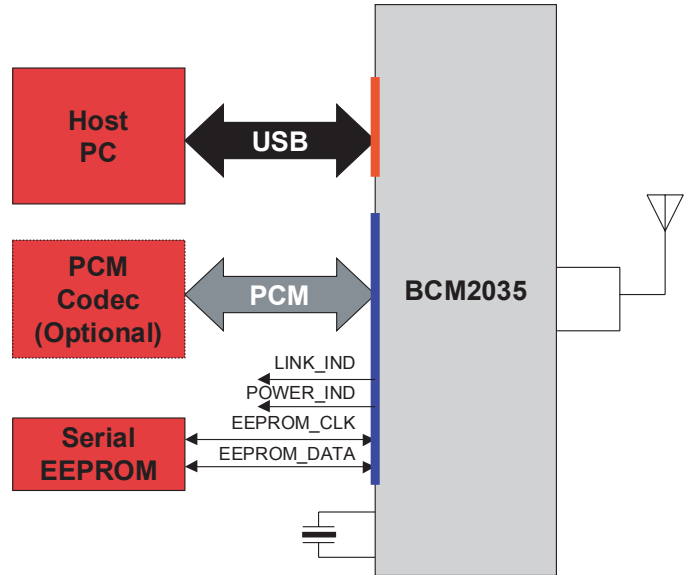 Host
PC
USB
PCM
Codec
(Optional)
PCM
BCM2035
LINK_IND
POWER_IND
EEPROM_CLK
EEPROM_DATA
Serial
EEPROM